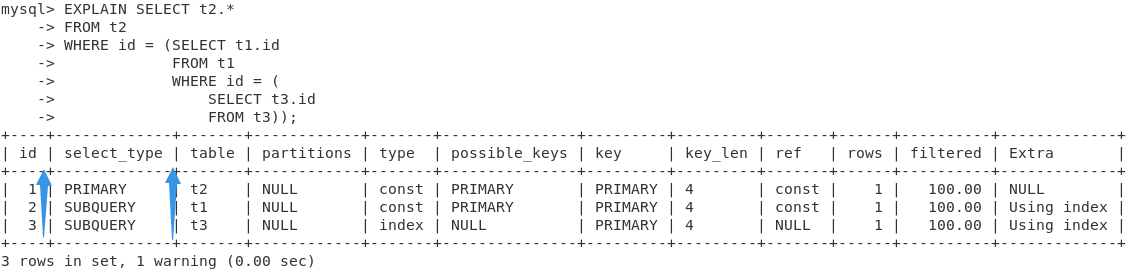 mysql> EXPLAIN SELECT t2.*
    -> FROM t2
    -> WHERE id = (SELECT t1.id
    ->             FROM t1
    ->             WHERE id = (
    ->                 SELECT t3.id
    ->                 FROM t3));
+----+-------------+-------+------------+-------+---------------+---------+---------+-------+------+----------+-------------+
| id | select_type | table | partitions | type  | possible_keys | key     | key_len | ref   | rows | filtered | Extra       |
+----+-------------+-------+------------+-------+---------------+---------+---------+-------+------+----------+-------------+
|  1 | PRIMARY     | t2    | NULL       | const | PRIMARY       | PRIMARY | 4       | const |    1 |   100.00 | NULL        |
|  2 | SUBQUERY    | t1    | NULL       | const | PRIMARY       | PRIMARY | 4       | const |    1 |   100.00 | Using index |
|  3 | SUBQUERY    | t3    | NULL       | index | NULL          | PRIMARY | 4       | NULL  |    1 |   100.00 | Using index |
+----+-------------+-------+------------+-------+---------------+---------+---------+-------+------+----------+-------------+
3 rows in set, 1 warning (0.00 sec)